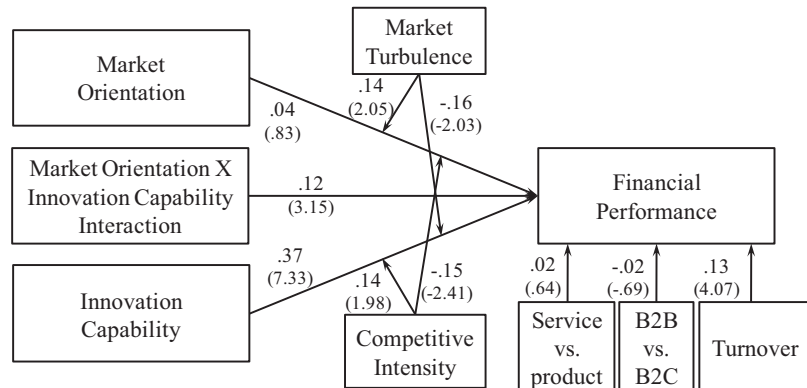 Market
Orientation
Market
Turbulence
.14
(2.05)
-.16
(-2.03)
.04
(.83)
Market Orientation X
Innovation Capability
Interaction
.12
(3.15)
Financial
Performance
.37
(7.33)
.14
(1.98)
-.15
(-2.41)
Innovation
Capability
Competitive
Intensity
.02
(.64)
-.02
(-.69)
.13
(4.07)
Service
vs.
product
B2B
vs.
B2C
Turnover